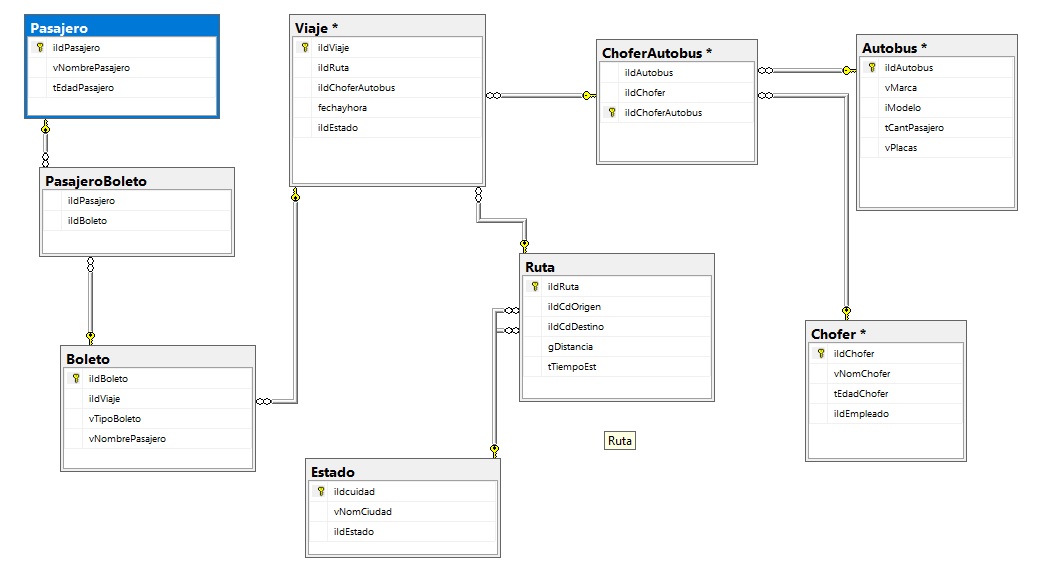 Pasajero
iIdPasajero
vNombrePasajero
tEdadPasajero
PasajeroBoleto
iIdPasajero
iIdBoleto
Boleto
iIdBoleto
iIdViaje
vTipoBoleto
vNombrePasajero
Viaje *
iIdViaje
iIdRuta
iIdChoferAutobus
fechayhora
iIdEstado
Ruta
iIdRuta
iIdCdOrigen
iIdCdDestino
gDistancia
tTiempoEst
Ruta
Estado
iIdcuidad
vNomCiudad
iIdEstado
ChoferAutobus *
iIdAutobus
iIdChofer
iIdChoferAutobus
Autobus *
iIdAutobus
vMarca
iModelo
tCantPasajero
vPlacas
Chofer *
iIdChofer
vNomChofer
tEdadChofer
iIdEmpleado